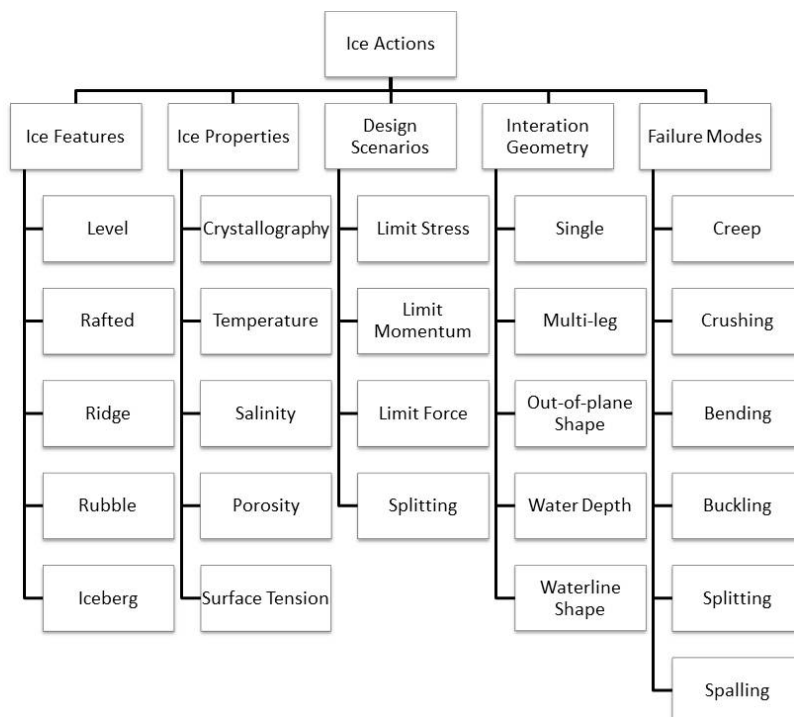 Ice Actions
Ice Features
Ice Properties
Design
Scenarios
Interation
Geometry
Failure Modes
Level
Crystallography
Limit Stress
Single
Creep
Rafted
Temperature
Limit
Momentum
Multi-leg
Crushing
Ridge
Salinity
Limit Force
Out-of-plane
Shape
Bending
Rubble
Porosity
Splitting
Water Depth
Buckling
Iceberg
Surface Tension
Waterline
Shape
Splitting
Spalling